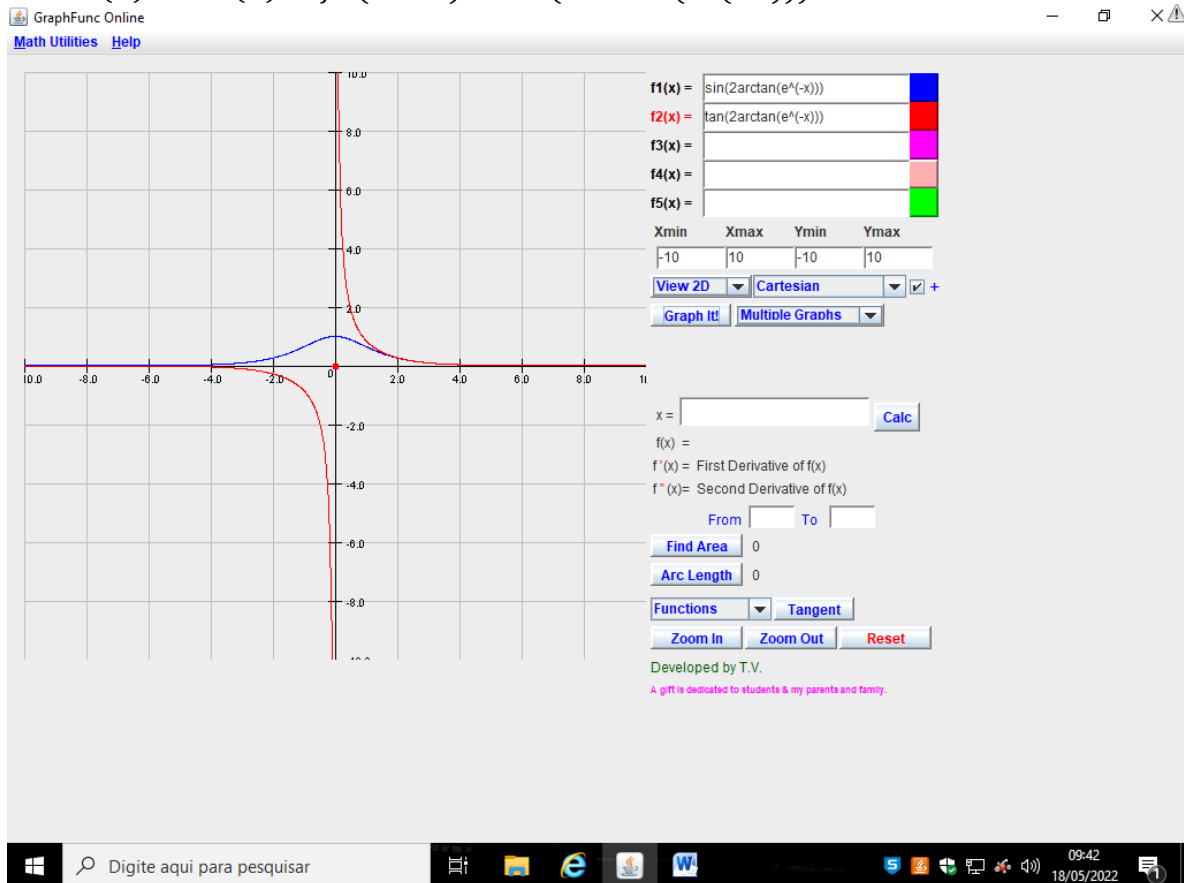 GraphFunc Online
Math Utilities Help
10.0
8.0
6.0
4.0
2.0
10.0 -8.0 -6.0 -4.0 -2.0 0 2.0 4.0 6.0 8.0
-2.0
-4.0
-6.0
-8.0
f1(x) = sin(2arctan(e^(-x)))
f2(x) = tan(2arctan(e^(-x)))
f3(x) =
f4(x) =
f5(x) =
Xmin Xmax Ymin Ymax
-10 10 -10 10
View 2D Cartesian +
Graph It! Multiple Graphs
x = Calc
f(x) =
f'(x) = First Derivative of f(x)
f"(x)= Second Derivative of f(x)
From To
Find Area 0
Arc Length 0
Functions Tangent
Zoom In Zoom Out Reset
Developed by T.V.
A gift is dedicated to students & my parents and family.
Digite aqui para pesquisar
09:42
18/05/2022
1